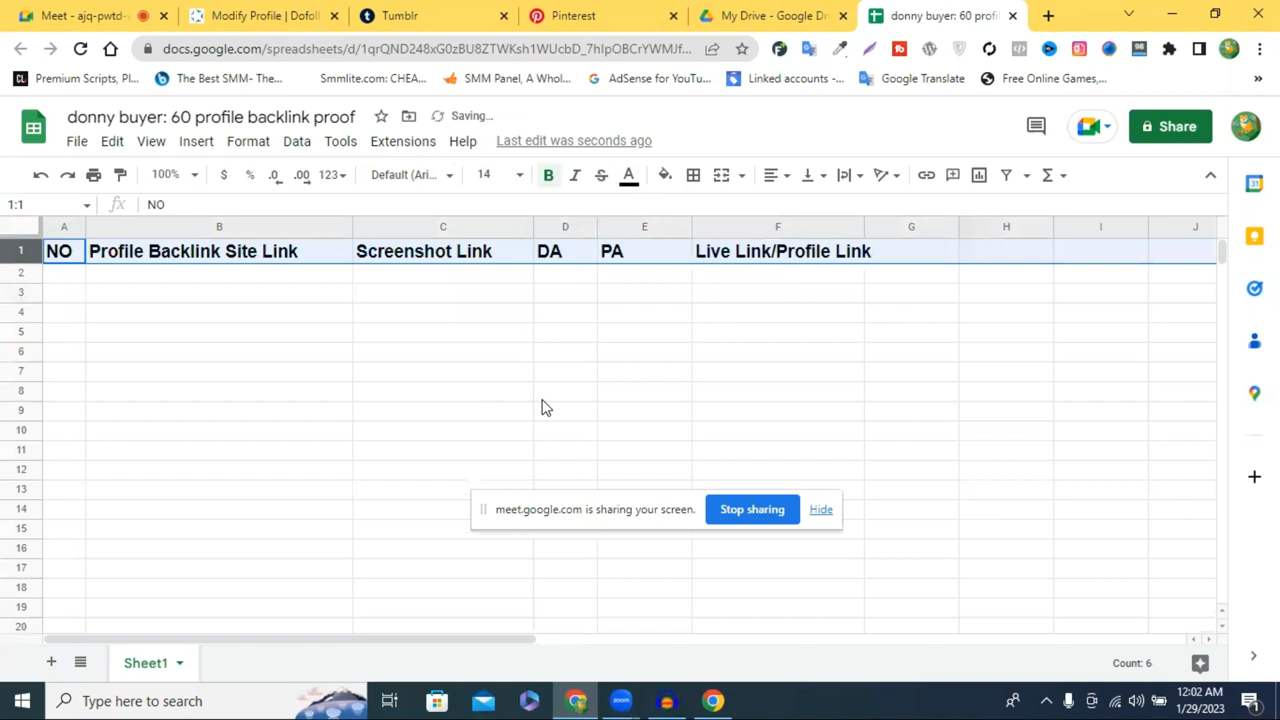 Meet - ajq-pwtd-
Modify Profile | Dofoll
Tumblr
Pinterest
My Drive - Google Dr
donny buyer: 60 profi
docs.google.com/spreadsheets/d/1qrQND248xG0zBU8ZTWKsh1WUcbD_7hIpOBCrYWMJf...
Premium Scripts, Pl...
The Best SMM- The...
Smmlite.com: CHEA...
SMM Panel, A Whol...
AdSense for YouTu...
Linked accounts -...
Google Translate
Free Online Games,...
donny buyer: 60 profile backlink proof
Saving...
Share
File Edit View Insert Format Data Tools Extensions Help
Last edit was seconds ago
100% $ % .0 .00 123 Default (Ari... 14 B I S A
1:1 fx NO
A B C D E F G H I J
1 NO Profile Backlink Site Link Screenshot Link DA PA Live Link/Profile Link
2
3
4
5
6
7
8
9
10
11
12
13
meet.google.com is sharing your screen. Stop sharing Hide
14
15
16
17
18
19
20
Sheet1
Count: 6
Type here to search
12:02 AM
1/29/2023